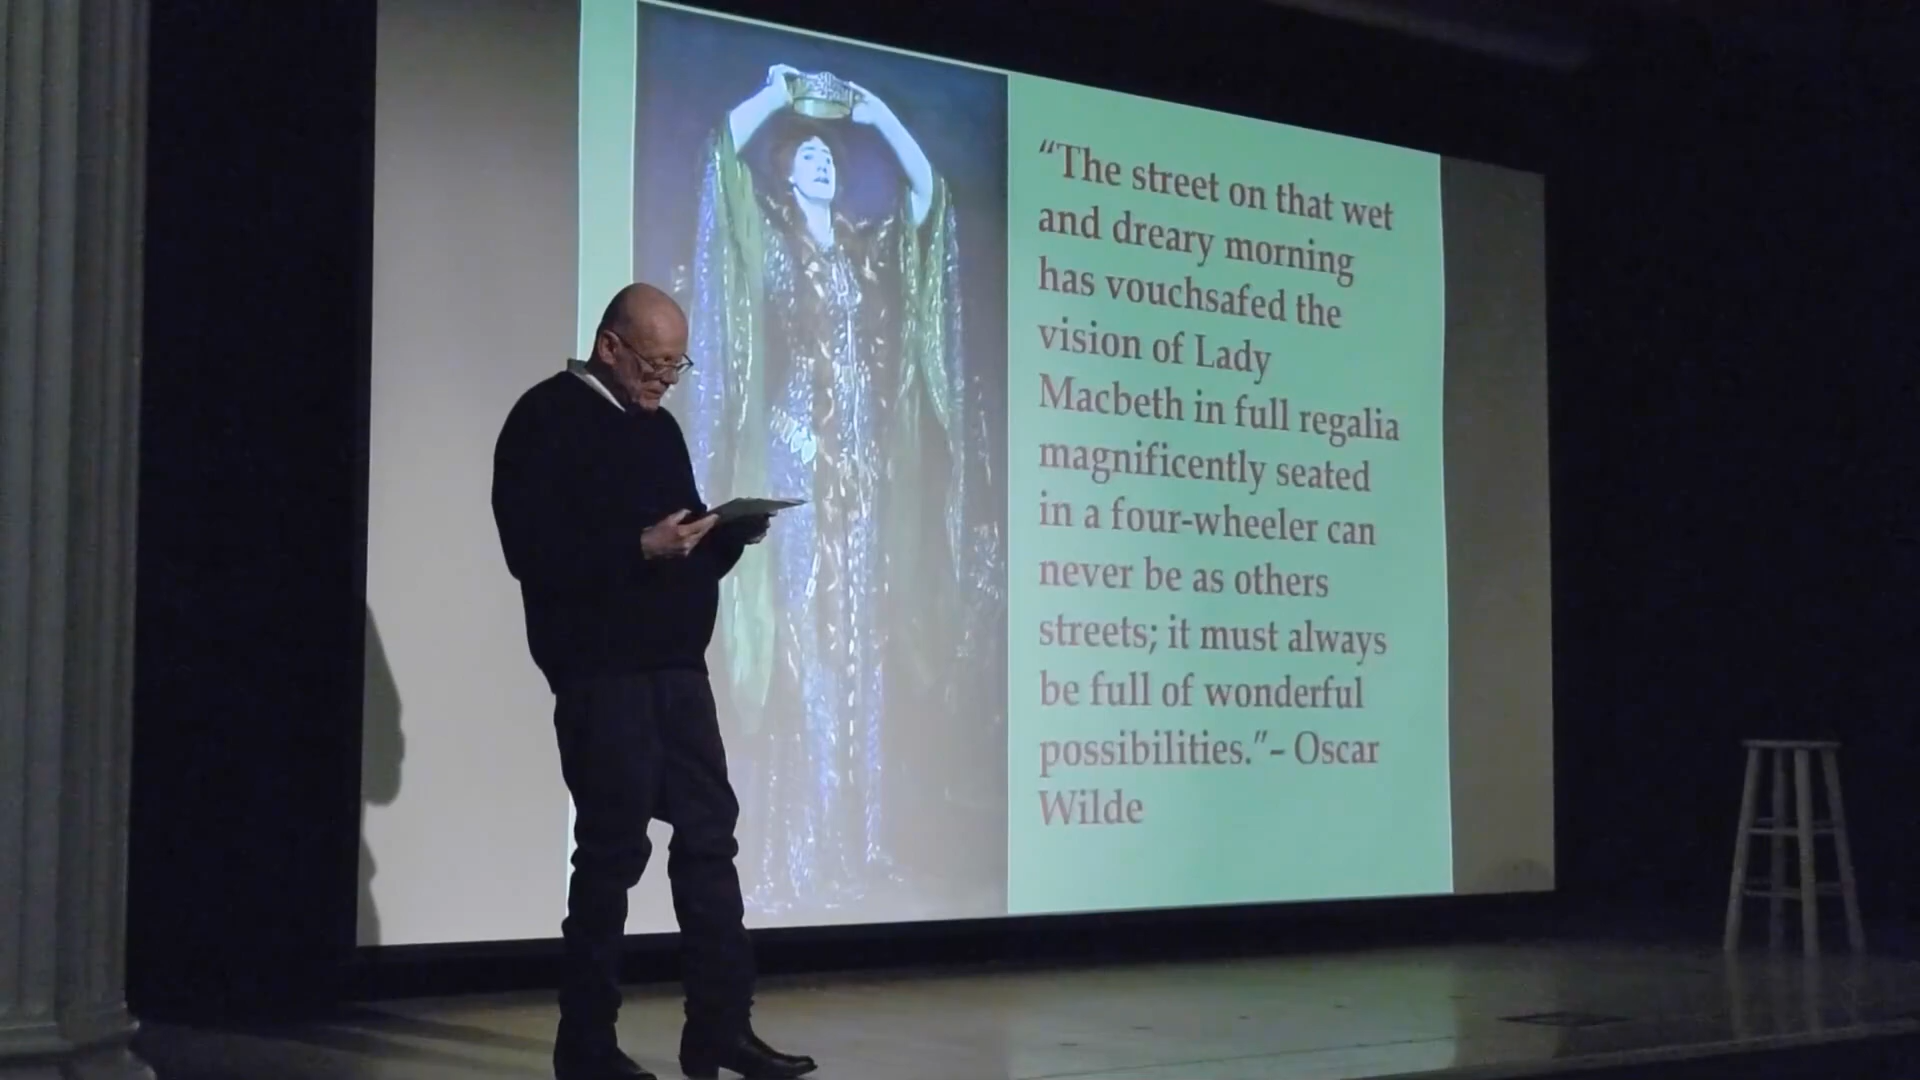 “The street on that wet
and dreary morning
has vouchsafed the
vision of Lady
Macbeth in full regalia
magnificently seated
in a four-wheeler can
never be as others
streets; it must always
be full of wonderful
possibilities.”– Oscar
Wilde